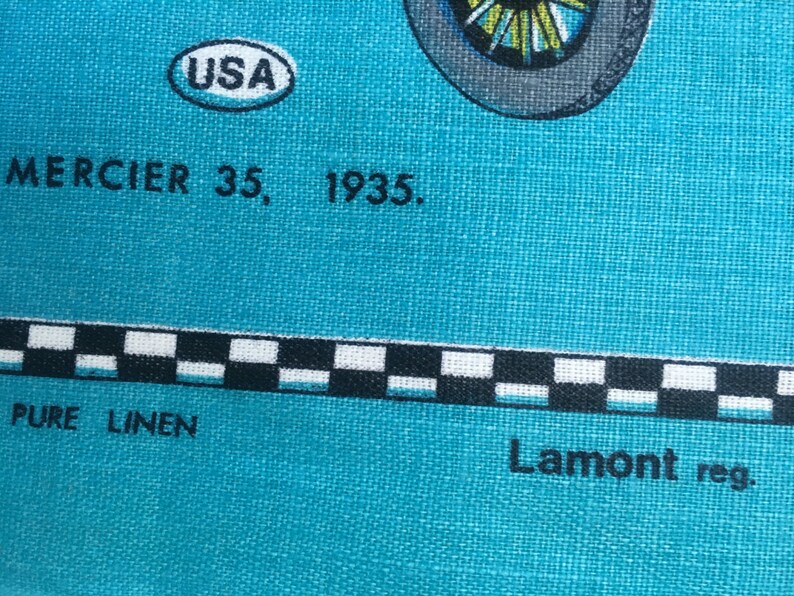 USA
MERCIER 35, 1935.
PURE LINEN
Lamont reg.